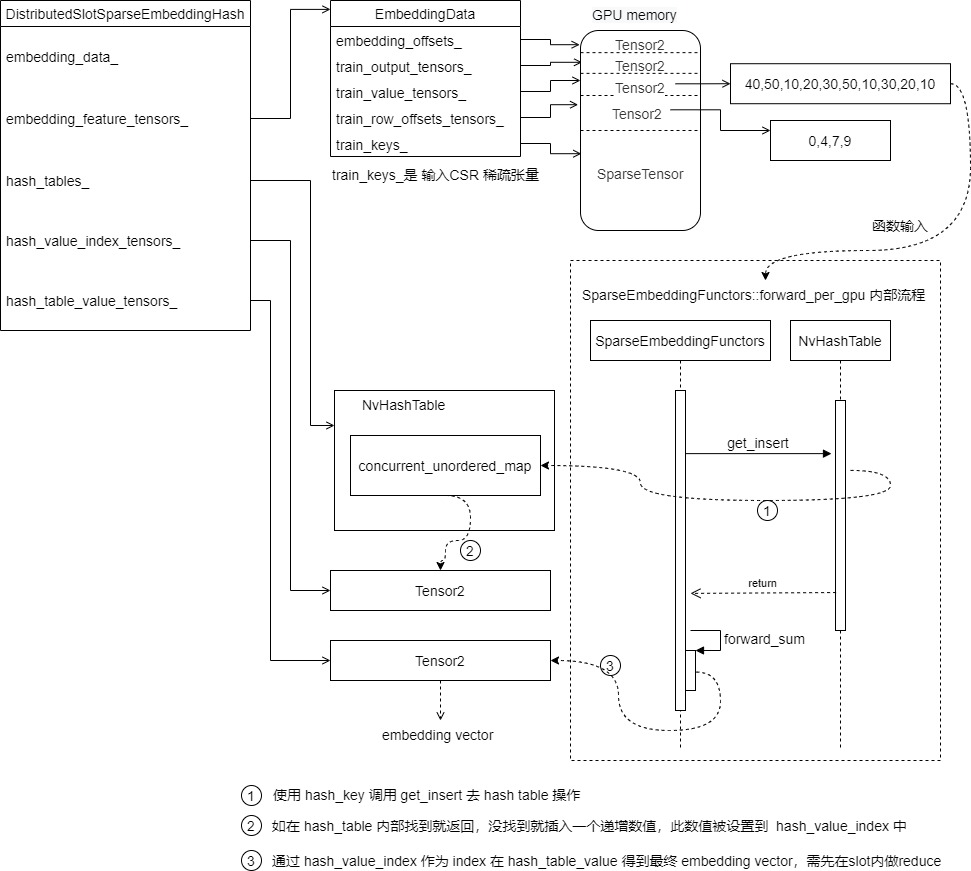 DistributedSlotSparseEmbeddingHash
embedding_data_
embedding_feature_tensors_
hash_tables_
hash_value_index_tensors_
hash_table_value_tensors_
EmbeddingData
embedding_offsets_
train_output_tensors_
train_value_tensors_
train_row_offsets_tensors_
train_keys_
train_keys_是 输入CSR 稀疏张量
GPU memory
Tensor2
Tensor2
Tensor2
Tensor2
SparseTensor
40,50,10,20,30,50,10,30,20,10
0,4,7,9
函数输入
SparseEmbeddingFunctors::forward_per_gpu 内部流程
SparseEmbeddingFunctors
NvHashTable
get_insert
1
return
forward_sum
3
NvHashTable
concurrent_unordered_map
2
Tensor2
Tensor2
embedding vector
1 使用 hash_key 调用 get_insert 去 hash table 操作
2 如在 hash_table 内部找到就返回，没找到就插入一个递增数值，此数值被设置到 hash_value_index 中
3 通过 hash_value_index 作为 index 在 hash_table_value 得到最终 embedding vector，需先在slot内做reduce